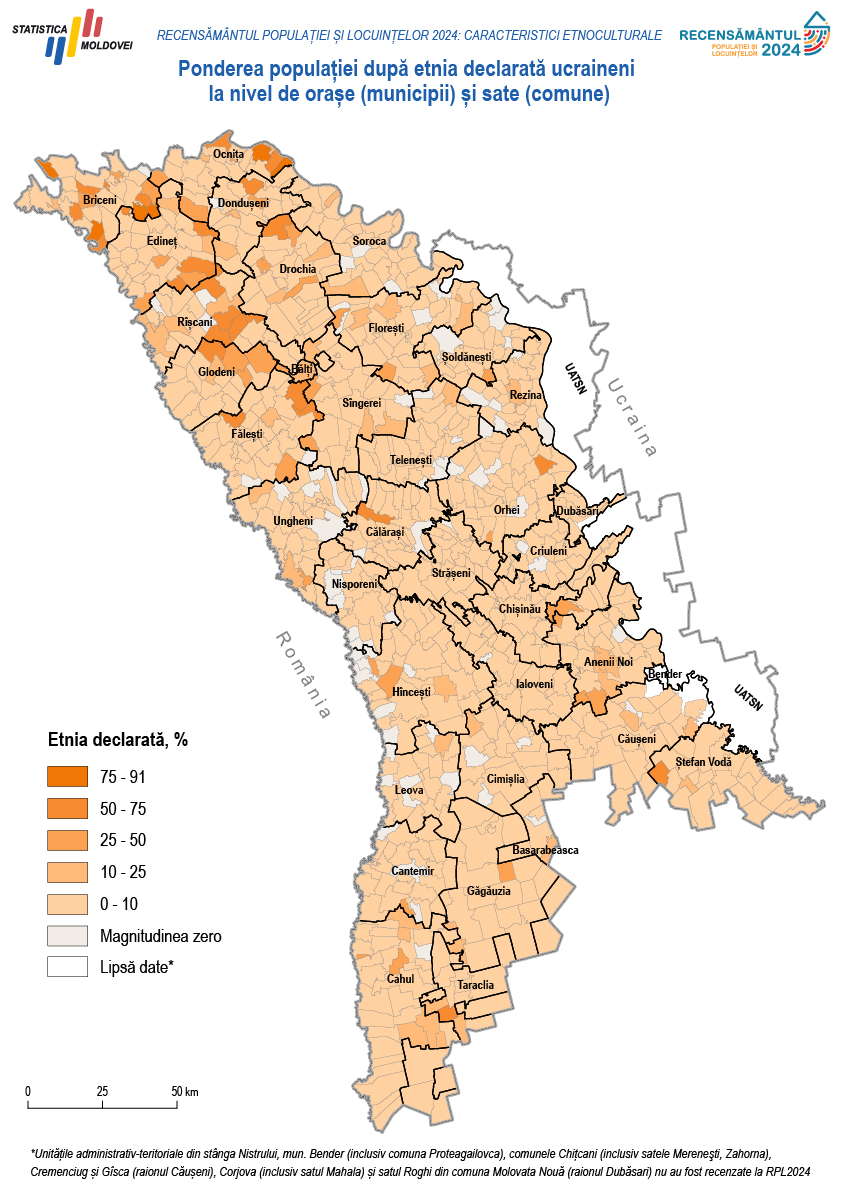 STATISTICA
MOLDOVEI
RECENSĂMÂNTUL POPULAȚIEI ȘI LOCUINȚELOR 2024: CARACTERISTICI ETNOCULTURALE
RECENSĂMÂNTUL
POPULAȚIEI ȘI
LOCUINȚELOR
2024
Ponderea populației după etnia declarată ucraineni
la nivel de orașe (municipii) și sate (comune)
Ocnița
Briceni
Dondușeni
Edineț
Soroca
Drochia
Rîșcani
Florești
Șoldănești
Glodeni
Bălți
UATSN
Ucraina
Rezina
Sîngerei
Fălești
Telenești
Orhei
Dubăsari
Ungheni
Călărași
Criuleni
Strășeni
Nisporeni
Chișinău
România
Anenii Noi
Bender
Ialoveni
Hîncești
UATSN
Căușeni
Ștefan Vodă
Cimișlia
Leova
Basarabeasca
Cantemir
Găgăuzia
Cahul
Taraclia
Etnia declarată, %
75 - 91
50 - 75
25 - 50
10 - 25
0 - 10
Magnitudinea zero
Lipsă date*
0 25 50 km
*Unitățile administrativ-teritoriale din stânga Nistrului, mun. Bender (inclusiv comuna Proteagailovca), comunele Chițcani (inclusiv satele Merenești, Zahorna),
Cremenciug și Gîsca (raionul Căușeni), Corjova (inclusiv satul Mahala) și satul Roghi din comuna Molovata Nouă (raionul Dubăsari) nu au fost recenzate la RPL2024